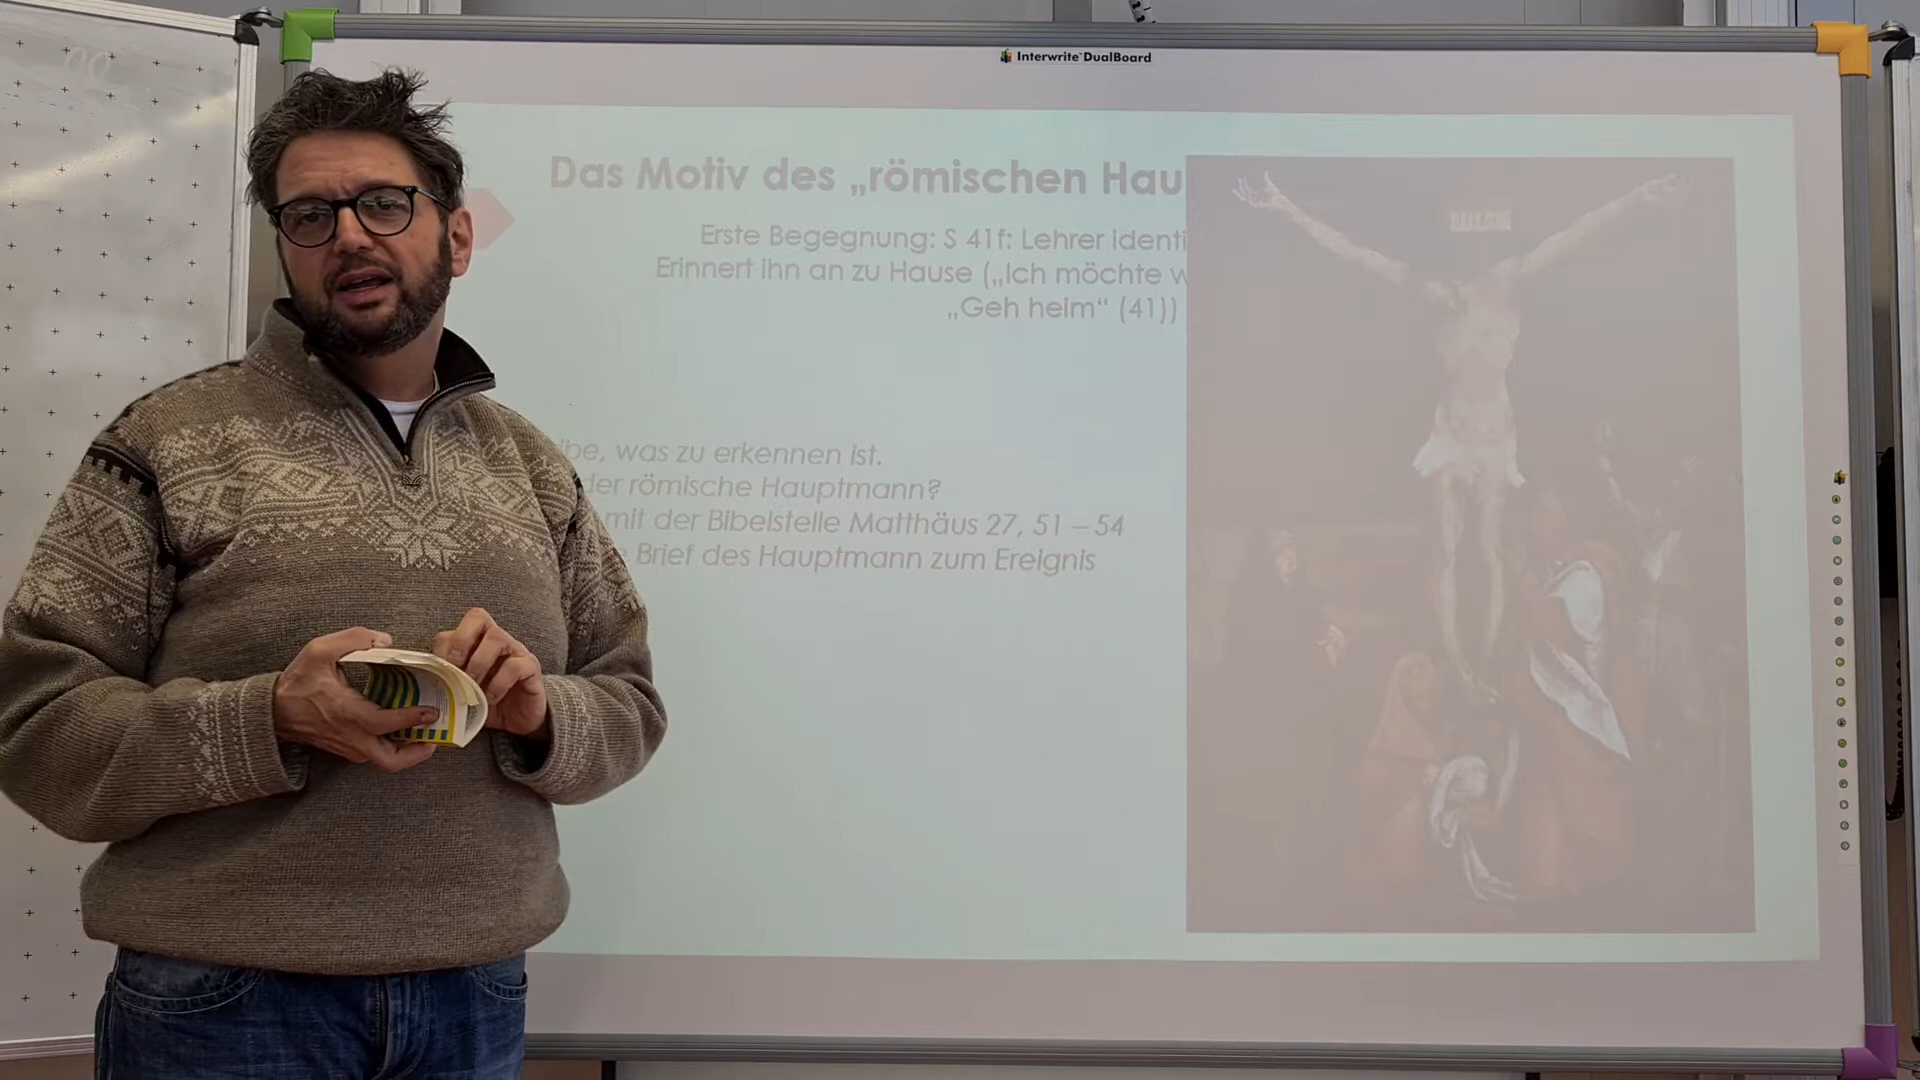 Interwrite DualBoard
Das Motiv des „römischen Hau
Erste Begegnung: S 41f: Lehrer identi
Erinnert ihn an zu Hause („Ich möchte w
„Geh heim“ (41))
ibe, was zu erkennen ist.
der römische Hauptmann?
mit der Bibelstelle Matthäus 27, 51 – 54
e Brief des Hauptmann zum Ereignis